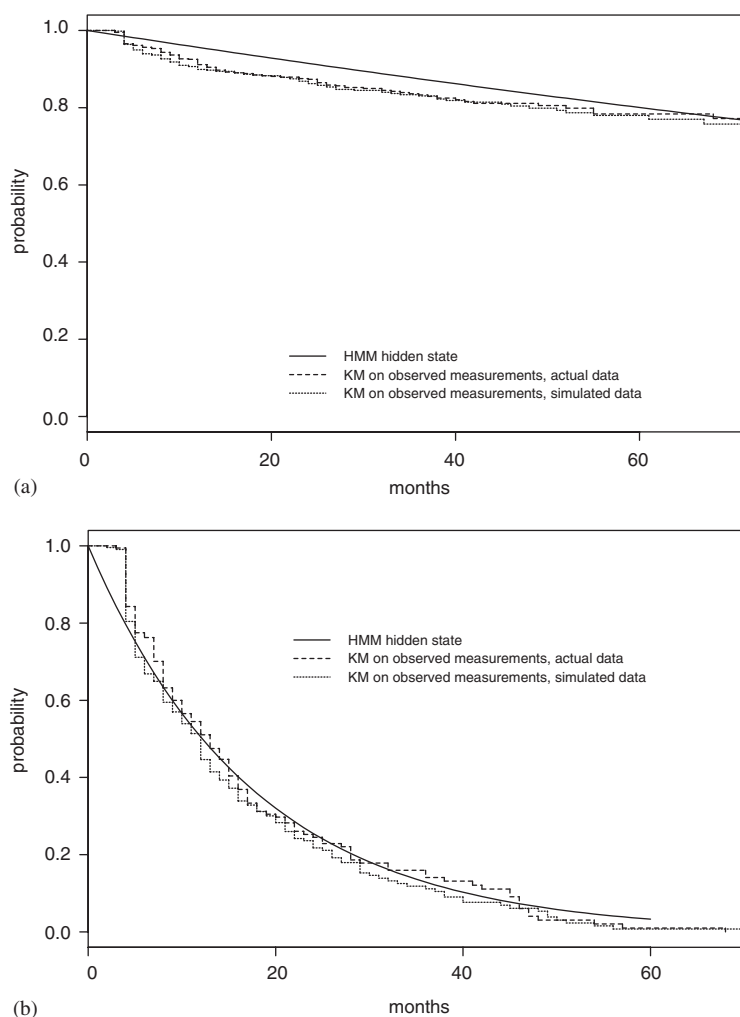 1.0
0.8
0.6
0.4
0.2
0.0
probability
HMM hidden state
KM on observed measurements, actual data
KM on observed measurements, simulated data
0 20 40 60
months
(a)
1.0
0.8
0.6
0.4
0.2
0.0
probability
HMM hidden state
KM on observed measurements, actual data
KM on observed measurements, simulated data
0 20 40 60
months
(b)